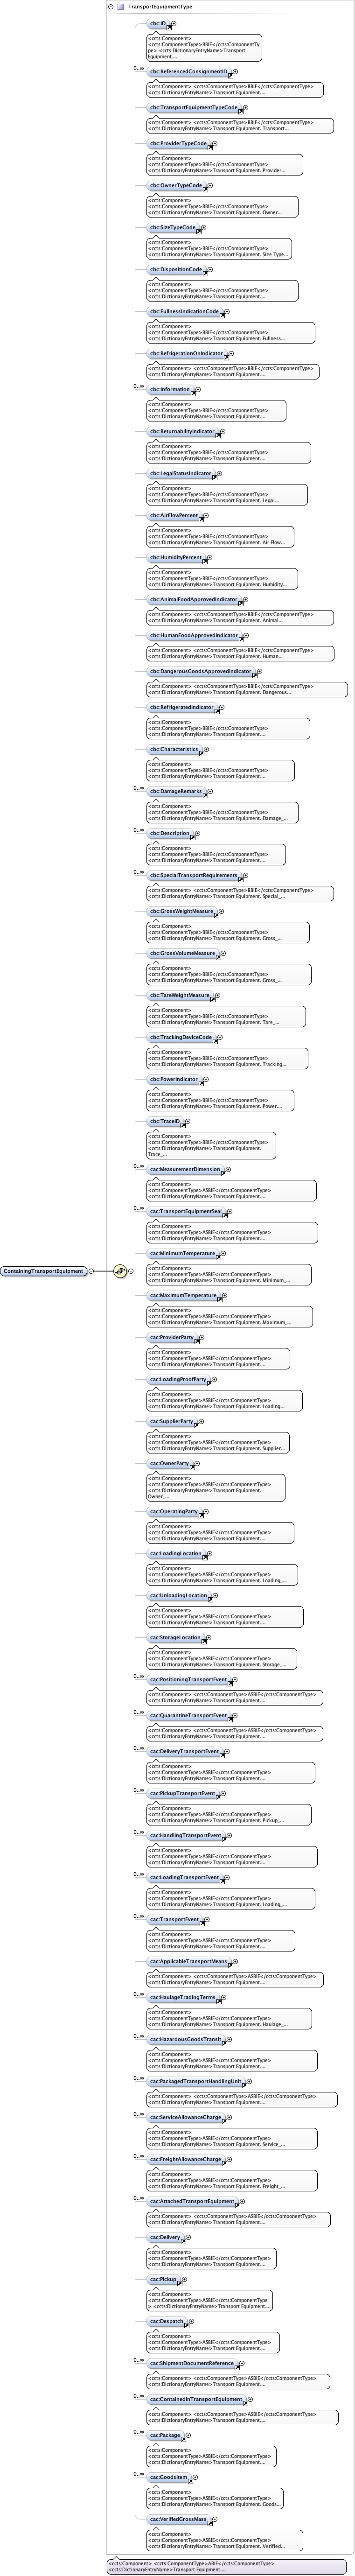 TransportEquipmentType
cbc:ID
<ccts:Component>
<ccts:ComponentType>BBIE</ccts:ComponentTy
pe> <ccts:DictionaryEntryName>Transport
Equipment....
0..∞
cbc:ReferencedConsignmentID
<ccts:Component> <ccts:ComponentType>BBIE</ccts:ComponentType>
<ccts:DictionaryEntryName>Transport Equipment....
cbc:TransportEquipmentTypeCode
<ccts:Component> <ccts:ComponentType>BBIE</ccts:ComponentType>
<ccts:DictionaryEntryName>Transport Equipment. Transport...
cbc:ProviderTypeCode
<ccts:Component>
<ccts:ComponentType>BBIE</ccts:ComponentType>
<ccts:DictionaryEntryName>Transport Equipment. Provider...
cbc:OwnerTypeCode
<ccts:Component>
<ccts:ComponentType>BBIE</ccts:ComponentType>
<ccts:DictionaryEntryName>Transport Equipment. Owner...
cbc:SizeTypeCode
<ccts:Component>
<ccts:ComponentType>BBIE</ccts:ComponentType>
<ccts:DictionaryEntryName>Transport Equipment. Size Type...
cbc:DispositionCode
<ccts:Component>
<ccts:ComponentType>BBIE</ccts:ComponentType>
<ccts:DictionaryEntryName>Transport Equipment....
cbc:FullnessIndicationCode
<ccts:Component>
<ccts:ComponentType>BBIE</ccts:ComponentType>
<ccts:DictionaryEntryName>Transport Equipment. Fullness...
cbc:RefrigerationOnIndicator
<ccts:Component> <ccts:ComponentType>BBIE</ccts:ComponentType>
<ccts:DictionaryEntryName>Transport Equipment....
0..∞
cbc:Information
<ccts:Component>
<ccts:ComponentType>BBIE</ccts:ComponentType>
<ccts:DictionaryEntryName>Transport Equipment....
cbc:ReturnabilityIndicator
<ccts:Component>
<ccts:ComponentType>BBIE</ccts:ComponentType>
<ccts:DictionaryEntryName>Transport Equipment....
cbc:LegalStatusIndicator
<ccts:Component>
<ccts:ComponentType>BBIE</ccts:ComponentType>
<ccts:DictionaryEntryName>Transport Equipment. Legal...
cbc:AirFlowPercent
<ccts:Component>
<ccts:ComponentType>BBIE</ccts:ComponentType>
<ccts:DictionaryEntryName>Transport Equipment. Air Flow...
cbc:HumidityPercent
<ccts:Component>
<ccts:ComponentType>BBIE</ccts:ComponentType>
<ccts:DictionaryEntryName>Transport Equipment. Humidity...
cbc:AnimalFoodApprovedIndicator
<ccts:Component> <ccts:ComponentType>BBIE</ccts:ComponentType>
<ccts:DictionaryEntryName>Transport Equipment. Animal...
cbc:HumanFoodApprovedIndicator
<ccts:Component> <ccts:ComponentType>BBIE</ccts:ComponentType>
<ccts:DictionaryEntryName>Transport Equipment. Human...
cbc:DangerousGoodsApprovedIndicator
<ccts:Component> <ccts:ComponentType>BBIE</ccts:ComponentType>
<ccts:DictionaryEntryName>Transport Equipment. Dangerous...
cbc:RefrigeratedIndicator
<ccts:Component>
<ccts:ComponentType>BBIE</ccts:ComponentType>
<ccts:DictionaryEntryName>Transport Equipment....
cbc:Characteristics
<ccts:Component>
<ccts:ComponentType>BBIE</ccts:ComponentType>
<ccts:DictionaryEntryName>Transport Equipment....
0..∞
cbc:DamageRemarks
<ccts:Component>
<ccts:ComponentType>BBIE</ccts:ComponentType>
<ccts:DictionaryEntryName>Transport Equipment. Damage_...
0..∞
cbc:Description
<ccts:Component>
<ccts:ComponentType>BBIE</ccts:ComponentType>
<ccts:DictionaryEntryName>Transport Equipment....
0..∞
cbc:SpecialTransportRequirements
<ccts:Component> <ccts:ComponentType>BBIE</ccts:ComponentType>
<ccts:DictionaryEntryName>Transport Equipment. Special_...
cbc:GrossWeightMeasure
<ccts:Component>
<ccts:ComponentType>BBIE</ccts:ComponentType>
<ccts:DictionaryEntryName>Transport Equipment. Gross_...
cbc:GrossVolumeMeasure
<ccts:Component>
<ccts:ComponentType>BBIE</ccts:ComponentType>
<ccts:DictionaryEntryName>Transport Equipment. Gross_...
cbc:TareWeightMeasure
<ccts:Component>
<ccts:ComponentType>BBIE</ccts:ComponentType>
<ccts:DictionaryEntryName>Transport Equipment. Tare_...
cbc:TrackingDeviceCode
<ccts:Component>
<ccts:ComponentType>BBIE</ccts:ComponentType>
<ccts:DictionaryEntryName>Transport Equipment. Tracking...
cbc:PowerIndicator
<ccts:Component>
<ccts:ComponentType>BBIE</ccts:ComponentType>
<ccts:DictionaryEntryName>Transport Equipment. Power....
cbc:TraceID
<ccts:Component>
<ccts:ComponentType>BBIE</ccts:ComponentType>
<ccts:DictionaryEntryName>Transport Equipment.
Trace_...
0..∞
cac:MeasurementDimension
<ccts:Component>
<ccts:ComponentType>ASBIE</ccts:ComponentType>
<ccts:DictionaryEntryName>Transport Equipment....
0..∞
cac:TransportEquipmentSeal
<ccts:Component>
<ccts:ComponentType>ASBIE</ccts:ComponentType>
<ccts:DictionaryEntryName>Transport Equipment....
cac:MinimumTemperature
<ccts:Component>
<ccts:ComponentType>ASBIE</ccts:ComponentType>
<ccts:DictionaryEntryName>Transport Equipment. Minimum_...
ContainingTransportEquipment
cac:MaximumTemperature
<ccts:Component>
<ccts:ComponentType>ASBIE</ccts:ComponentType>
<ccts:DictionaryEntryName>Transport Equipment. Maximum_...
cac:ProviderParty
<ccts:Component>
<ccts:ComponentType>ASBIE</ccts:ComponentType>
<ccts:DictionaryEntryName>Transport Equipment....
cac:LoadingProofParty
<ccts:Component>
<ccts:ComponentType>ASBIE</ccts:ComponentType>
<ccts:DictionaryEntryName>Transport Equipment. Loading...
cac:SupplierParty
<ccts:Component>
<ccts:ComponentType>ASBIE</ccts:ComponentType>
<ccts:DictionaryEntryName>Transport Equipment. Supplier...
cac:OwnerParty
<ccts:Component>
<ccts:ComponentType>ASBIE</ccts:ComponentType>
<ccts:DictionaryEntryName>Transport Equipment.
Owner_...
cac:OperatingParty
<ccts:Component>
<ccts:ComponentType>ASBIE</ccts:ComponentType>
<ccts:DictionaryEntryName>Transport Equipment....
cac:LoadingLocation
<ccts:Component>
<ccts:ComponentType>ASBIE</ccts:ComponentType>
<ccts:DictionaryEntryName>Transport Equipment. Loading_...
cac:UnloadingLocation
<ccts:Component>
<ccts:ComponentType>ASBIE</ccts:ComponentType>
<ccts:DictionaryEntryName>Transport Equipment....
cac:StorageLocation
<ccts:Component>
<ccts:ComponentType>ASBIE</ccts:ComponentType>
<ccts:DictionaryEntryName>Transport Equipment. Storage_...
0..∞
cac:PositioningTransportEvent
<ccts:Component> <ccts:ComponentType>ASBIE</ccts:ComponentType>
<ccts:DictionaryEntryName>Transport Equipment....
0..∞
cac:QuarantineTransportEvent
<ccts:Component> <ccts:ComponentType>ASBIE</ccts:ComponentType>
<ccts:DictionaryEntryName>Transport Equipment....
0..∞
cac:DeliveryTransportEvent
<ccts:Component>
<ccts:ComponentType>ASBIE</ccts:ComponentType>
<ccts:DictionaryEntryName>Transport Equipment....
0..∞
cac:PickupTransportEvent
<ccts:Component>
<ccts:ComponentType>ASBIE</ccts:ComponentType>
<ccts:DictionaryEntryName>Transport Equipment. Pickup_...
0..∞
cac:HandlingTransportEvent
<ccts:Component>
<ccts:ComponentType>ASBIE</ccts:ComponentType>
<ccts:DictionaryEntryName>Transport Equipment....
0..∞
cac:LoadingTransportEvent
<ccts:Component>
<ccts:ComponentType>ASBIE</ccts:ComponentType>
<ccts:DictionaryEntryName>Transport Equipment. Loading_...
0..∞
cac:TransportEvent
<ccts:Component>
<ccts:ComponentType>ASBIE</ccts:ComponentType>
<ccts:DictionaryEntryName>Transport Equipment....
cac:ApplicableTransportMeans
<ccts:Component> <ccts:ComponentType>ASBIE</ccts:ComponentType>
<ccts:DictionaryEntryName>Transport Equipment....
0..∞
cac:HaulageTradingTerms
<ccts:Component>
<ccts:ComponentType>ASBIE</ccts:ComponentType>
<ccts:DictionaryEntryName>Transport Equipment. Haulage_...
0..∞
cac:HazardousGoodsTransit
<ccts:Component>
<ccts:ComponentType>ASBIE</ccts:ComponentType>
<ccts:DictionaryEntryName>Transport Equipment....
0..∞
cac:PackagedTransportHandlingUnit
<ccts:Component> <ccts:ComponentType>ASBIE</ccts:ComponentType>
<ccts:DictionaryEntryName>Transport Equipment....
0..∞
cac:ServiceAllowanceCharge
<ccts:Component>
<ccts:ComponentType>ASBIE</ccts:ComponentType>
<ccts:DictionaryEntryName>Transport Equipment. Service_...
0..∞
cac:FreightAllowanceCharge
<ccts:Component>
<ccts:ComponentType>ASBIE</ccts:ComponentType>
<ccts:DictionaryEntryName>Transport Equipment. Freight_...
0..∞
cac:AttachedTransportEquipment
<ccts:Component> <ccts:ComponentType>ASBIE</ccts:ComponentType>
<ccts:DictionaryEntryName>Transport Equipment....
cac:Delivery
<ccts:Component>
<ccts:ComponentType>ASBIE</ccts:ComponentType>
<ccts:DictionaryEntryName>Transport Equipment....
cac:Pickup
<ccts:Component>
<ccts:ComponentType>ASBIE</ccts:ComponentType
> <ccts:DictionaryEntryName>Transport Equipment....
cac:Despatch
<ccts:Component>
<ccts:ComponentType>ASBIE</ccts:ComponentType>
<ccts:DictionaryEntryName>Transport Equipment....
0..∞
cac:ShipmentDocumentReference
<ccts:Component> <ccts:ComponentType>ASBIE</ccts:ComponentType>
<ccts:DictionaryEntryName>Transport Equipment....
0..∞
cac:ContainedInTransportEquipment
<ccts:Component> <ccts:ComponentType>ASBIE</ccts:ComponentType>
<ccts:DictionaryEntryName>Transport Equipment....
0..∞
cac:Package
<ccts:Component>
<ccts:ComponentType>ASBIE</ccts:ComponentType>
<ccts:DictionaryEntryName>Transport Equipment....
0..∞
cac:GoodsItem
<ccts:Component>
<ccts:ComponentType>ASBIE</ccts:ComponentType>
<ccts:DictionaryEntryName>Transport Equipment. Goods...
cac:VerifiedGrossMass
<ccts:Component>
<ccts:ComponentType>ASBIE</ccts:ComponentType>
<ccts:DictionaryEntryName>Transport Equipment. Verified...
<ccts:Component> <ccts:ComponentType>ABIE</ccts:ComponentType>
<ccts:DictionaryEntryName>Transport Equipment....